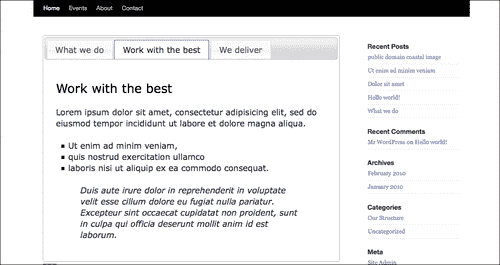 Home Events About Contact
What we do Work with the best We deliver
Work with the best
Lorem ipsum dolor sit amet, consectetur adipisicing elit, sed do
eiusmod tempor incididunt ut labore et dolore magna aliqua.
Ut enim ad minim veniam,
quis nostrud exercitation ullamco
laboris nisi ut aliquip ex ea commodo consequat.
Duis aute irure dolor in reprehenderit in voluptate
velit esse cillum dolore eu fugiat nulla pariatur.
Excepteur sint occaecat cupidatat non proident, sunt
in culpa qui officia deserunt mollit anim id est
laborum.
Recent Posts
public domain coastal image
Ut enim ad minim veniam
Dolor sit amet
Hello world!
What we do
Recent Comments
Mr WordPress on Hello world!
Archives
February 2010
January 2010
Categories
Our Structure
Uncategorized
Meta
Site Admin